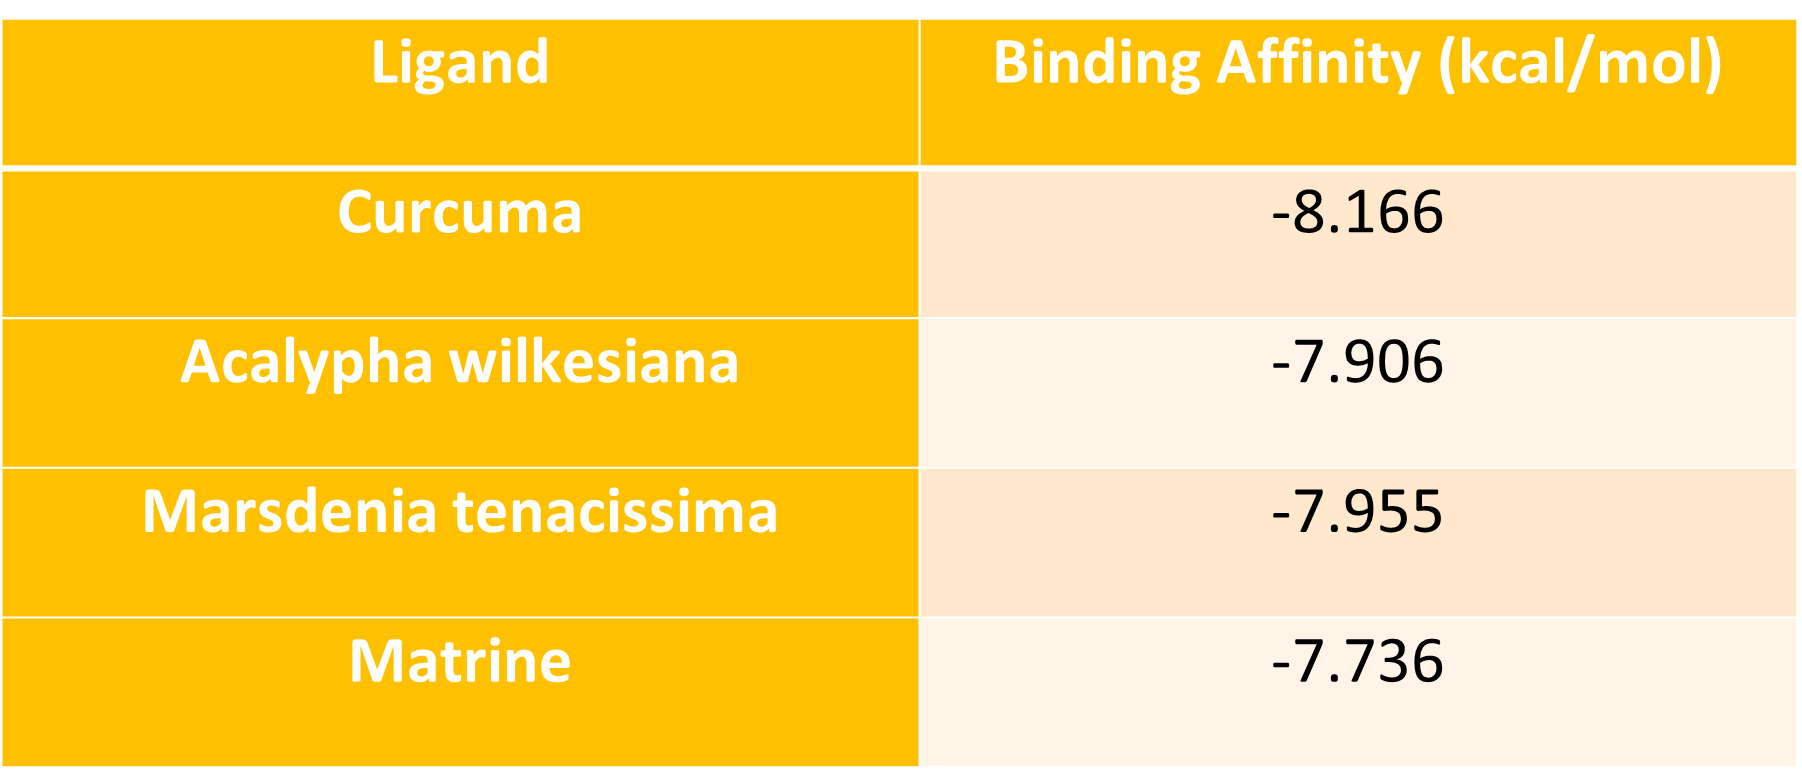 Ligand Binding Affinity (kcal/mol)
Curcuma -8.166
Acalypha wilkesiana -7.906
Marsdenia tenacissima -7.955
Matrine -7.736